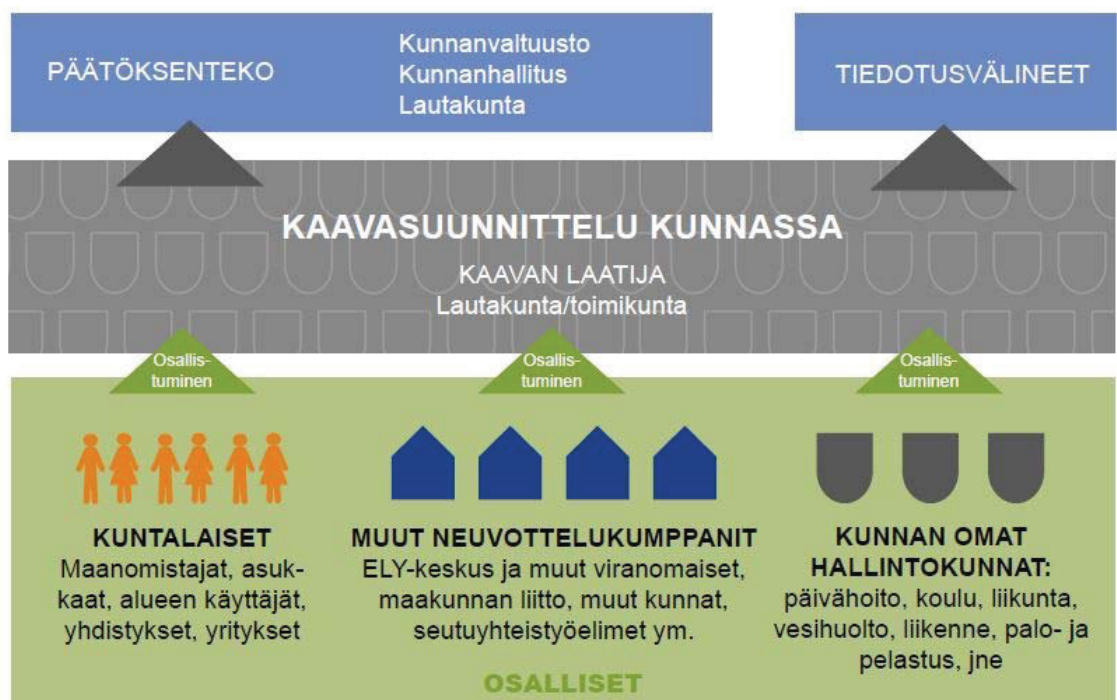 PÄÄTÖKSENTEKO
Kunnanvaltuusto
Kunnanhallitus
Lautakunta
TIEDOTUSVÄLINEET
KAAVASUUNNITTELU KUNNASSA
KAAVAN LAATIJA
Lautakunta/toimikunta
Osallis-
tuminen
Osallis-
tuminen
Osallis-
tuminen
KUNTALAISET
Maanomistajat, asuk-
kaat, alueen käyttäjät,
yhdistykset, yritykset
MUUT NEUVOTTELUKUMPPANIT
ELY-keskus ja muut viranomaiset,
maakunnan liitto, muut kunnat,
seutuyhteistyöelimet ym.
KUNNAN OMAT
HALLINTOKUNNAT:
päivähoito, koulu, liikunta,
vesihuolto, liikenne, palo- ja
pelastus, jne
OSALLISET